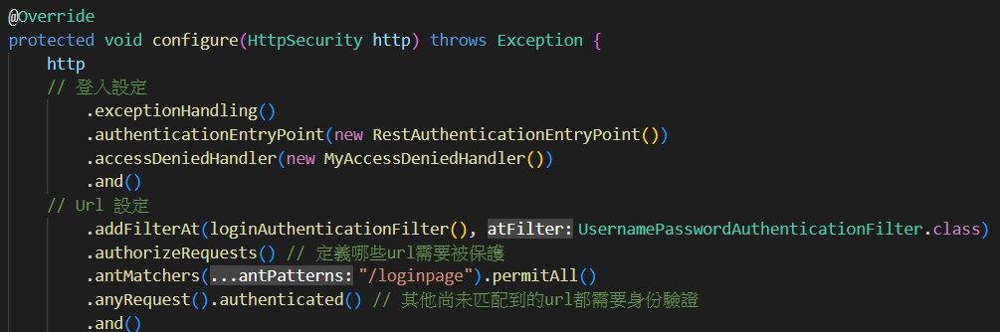 @Override
protected void configure(HttpSecurity http) throws Exception {
http
// 登入設定
.exceptionHandling()
.authenticationEntryPoint(new RestAuthenticationEntryPoint())
.accessDeniedHandler(new MyAccessDeniedHandler())
.and()
// Url 設定
.addFilterAt(loginAuthenticationFilter(), atFilter: UsernamePasswordAuthenticationFilter.class)
.authorizeRequests() // 定義哪些url需要被保護
.antMatchers(...antPatterns: "/loginpage").permitAll()
.anyRequest().authenticated() // 其他尚未匹配到的url都需要身份驗證
.and()